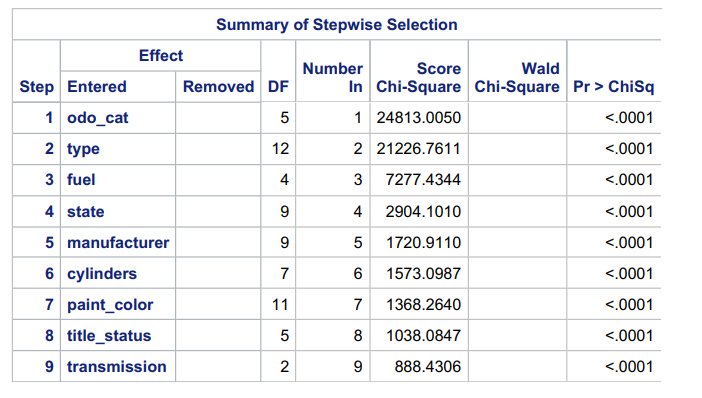 Summary of Stepwise Selection
Effect
Number Score Wald
Step Entered Removed DF In Chi-Square Chi-Square Pr > ChiSq
1 odo_cat 5 1 24813.0050 <.0001
2 type 12 2 21226.7611 <.0001
3 fuel 4 3 7277.4344 <.0001
4 state 9 4 2904.1010 <.0001
5 manufacturer 9 5 1720.9110 <.0001
6 cylinders 7 6 1573.0987 <.0001
7 paint_color 11 7 1368.2640 <.0001
8 title_status 5 8 1038.0847 <.0001
9 transmission 2 9 888.4306 <.0001